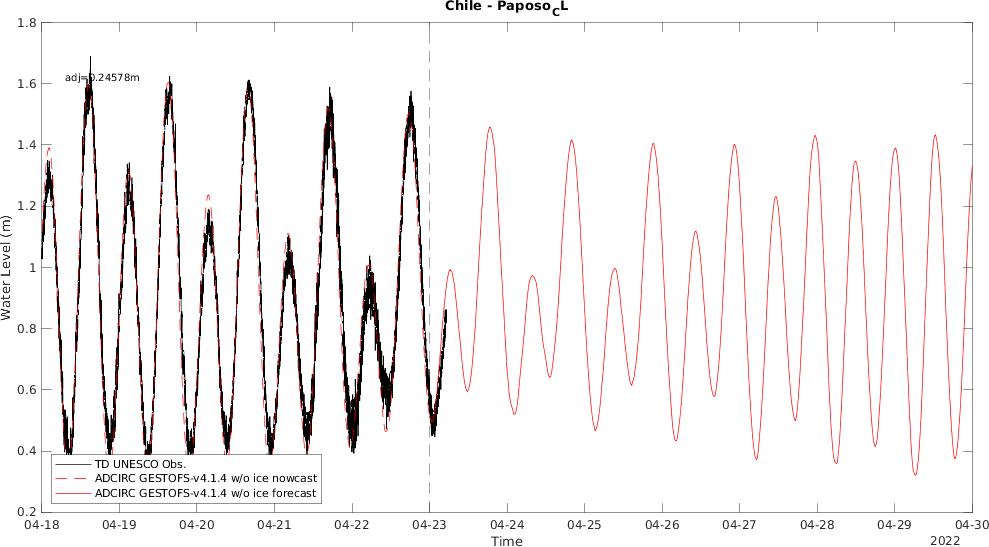 Chile - Paposo_CL
1.8
adj=0.24578m
1.6
1.4
1.2
1
0.8
0.6
0.4
0.2
Water Level (m)
TD UNESCO Obs.
ADCIRC GESTOFS-v4.1.4 w/o ice nowcast
ADCIRC GESTOFS-v4.1.4 w/o ice forecast
04-18 04-19 04-20 04-21 04-22 04-23 04-24 04-25 04-26 04-27 04-28 04-29 04-30
Time
2022